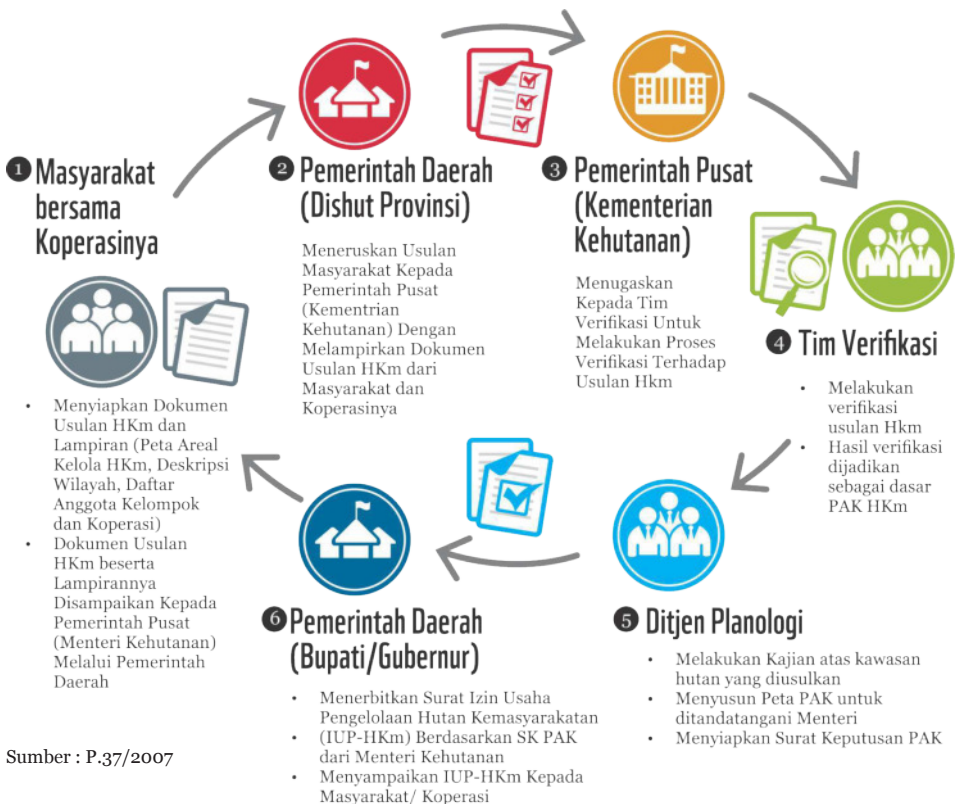 1 Masyarakat
bersama
Koperasinya
• Menyiapkan Dokumen
Usulan HKm dan
Lampiran (Peta Areal
Kelola HKm, Deskripsi
Wilayah, Daftar
Anggota Kelompok
dan Koperasi)
• Dokumen Usulan
HKm beserta
Lampirannya
Disampaikan Kepada
Pemerintah Pusat
(Menteri Kehutanan)
Melalui Pemerintah
Daerah
2 Pemerintah Daerah
(Dishut Provinsi)
Meneruskan Usulan
Masyarakat Kepada
Pemerintah Pusat
(Kementrian
Kehutanan) Dengan
Melampirkan Dokumen
Usulan HKm dari
Masyarakat dan
Koperasinya
3 Pemerintah Pusat
(Kementerian
Kehutanan)
Menugaskan
Kepada Tim
Verifikasi Untuk
Melakukan Proses
Verifikasi Terhadap
Usulan Hkm
4 Tim Verifikasi
• Melakukan
verifikasi
usulan Hkm
• Hasil verifikasi
dijadikan
sebagai dasar
PAK HKm
5 Ditjen Planologi
• Melakukan Kajian atas kawasan
hutan yang diusulkan
• Menyusun Peta PAK untuk
ditandatangani Menteri
• Menyiapkan Surat Keputusan PAK
6 Pemerintah Daerah
(Bupati/Gubernur)
• Menerbitkan Surat Izin Usaha
Pengelolaan Hutan Kemasyarakatan
• (IUP-HKm) Berdasarkan SK PAK
dari Menteri Kehutanan
• Menyampaikan IUP-HKm Kepada
Masyarakat/ Koperasi
Sumber : P.37/2007